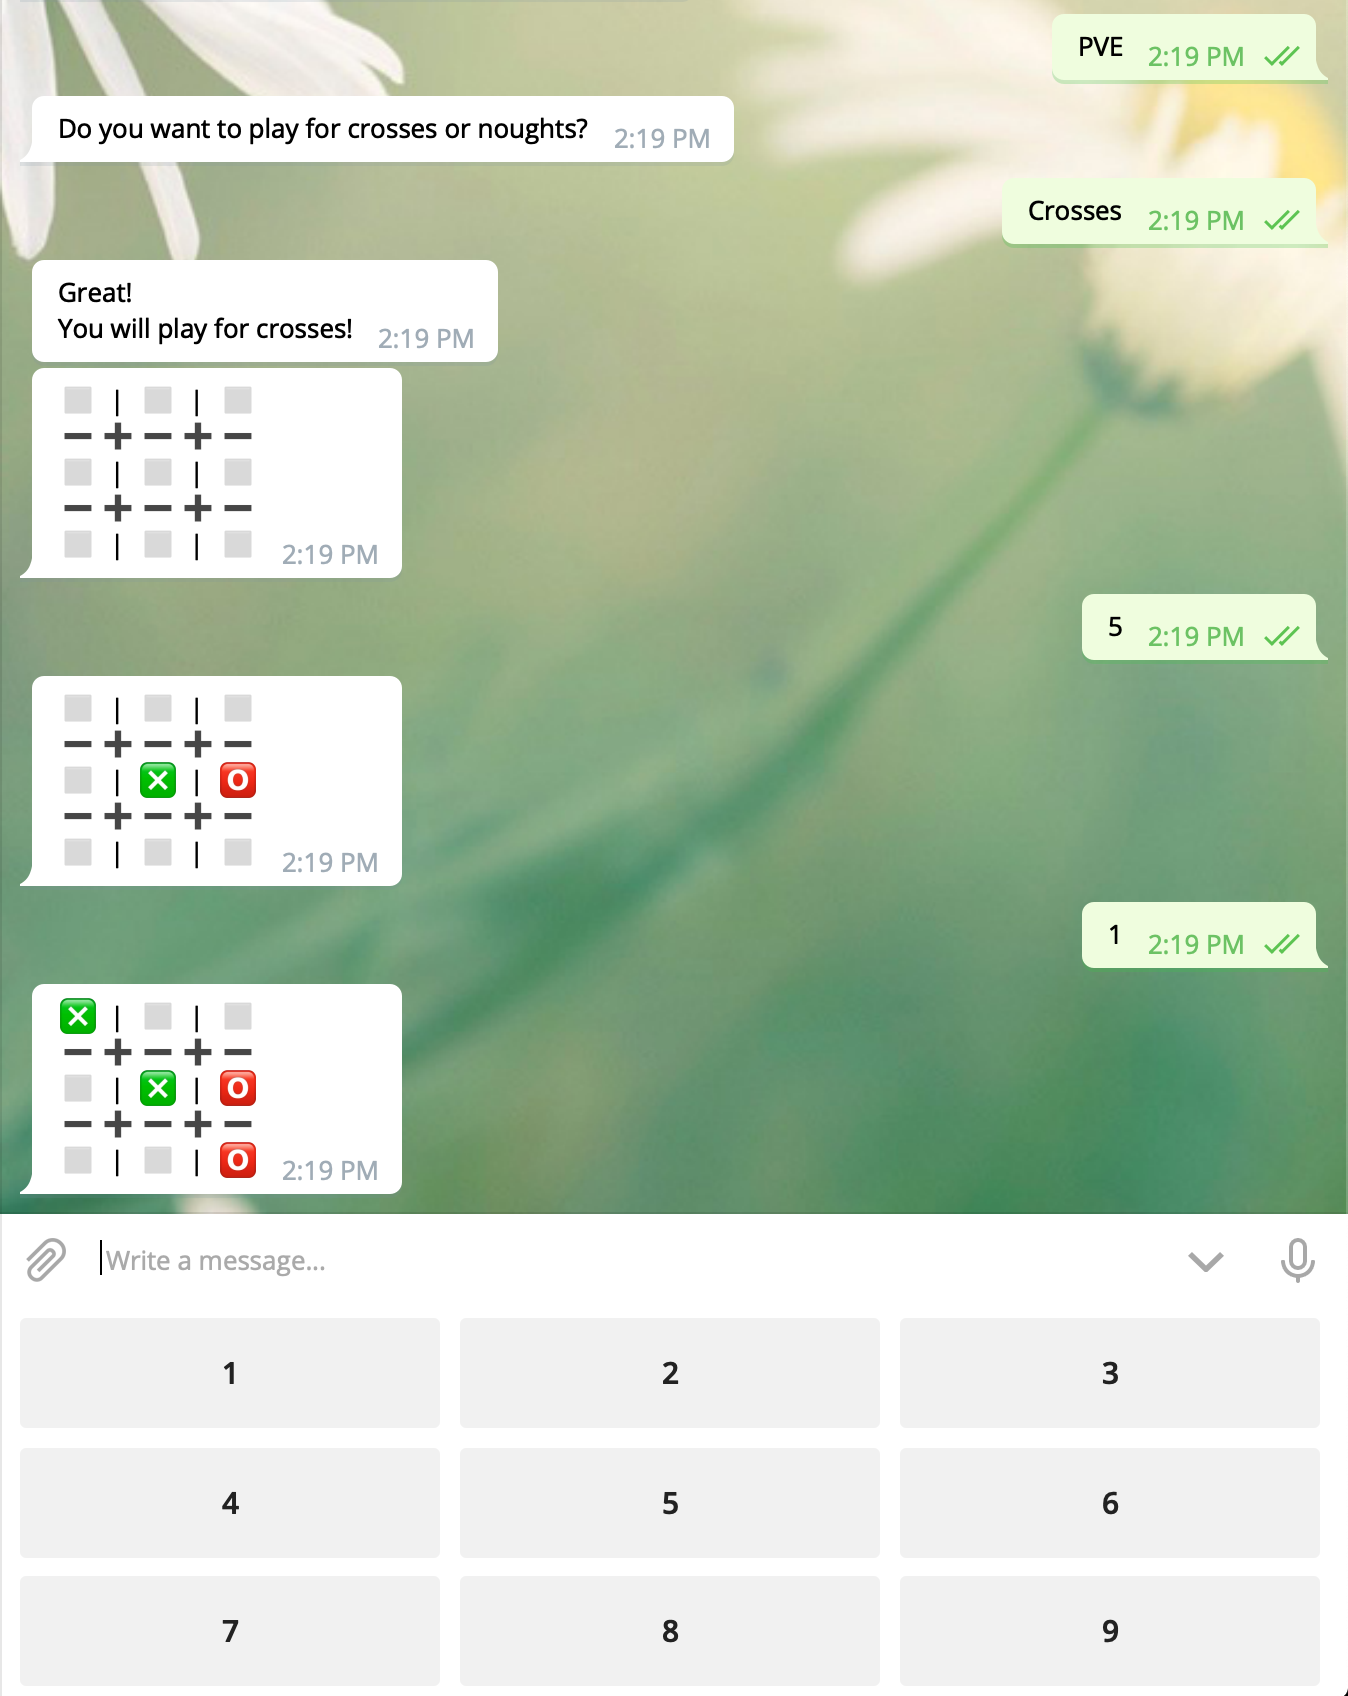 PVE 2:19 PM
Do you want to play for crosses or noughts? 2:19 PM
Crosses 2:19 PM
Great!
You will play for crosses! 2:19 PM
| |
— + — + —
| |
— + — + —
| | 2:19 PM
5 2:19 PM
| |
— + — + —
| X | O
— + — + —
| | 2:19 PM
1 2:19 PM
X | |
— + — + —
| X | O
— + — + —
| | O 2:19 PM
Write a message...
1 2 3
4 5 6
7 8 9